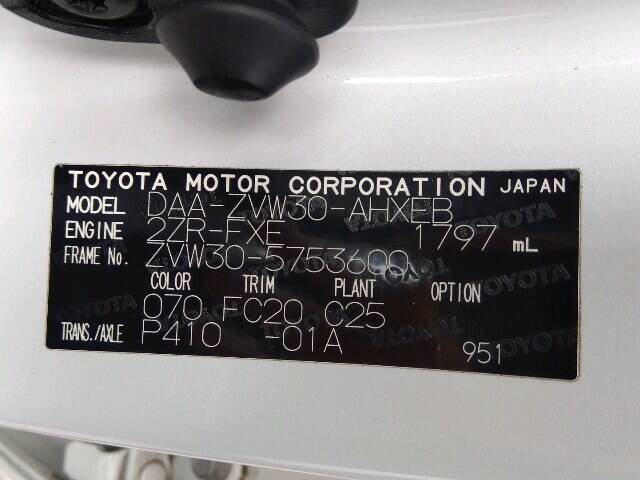 TOYOTA MOTOR CORPORATION JAPAN
MODEL DAA-ZVW30-AHXEB
ENGINE 2ZR-FXE 1797 mL
FRAME No. ZVW30-5753600
COLOR TRIM PLANT OPTION
070 FC20 C25
TRANS./AXLE P410 -01A
951